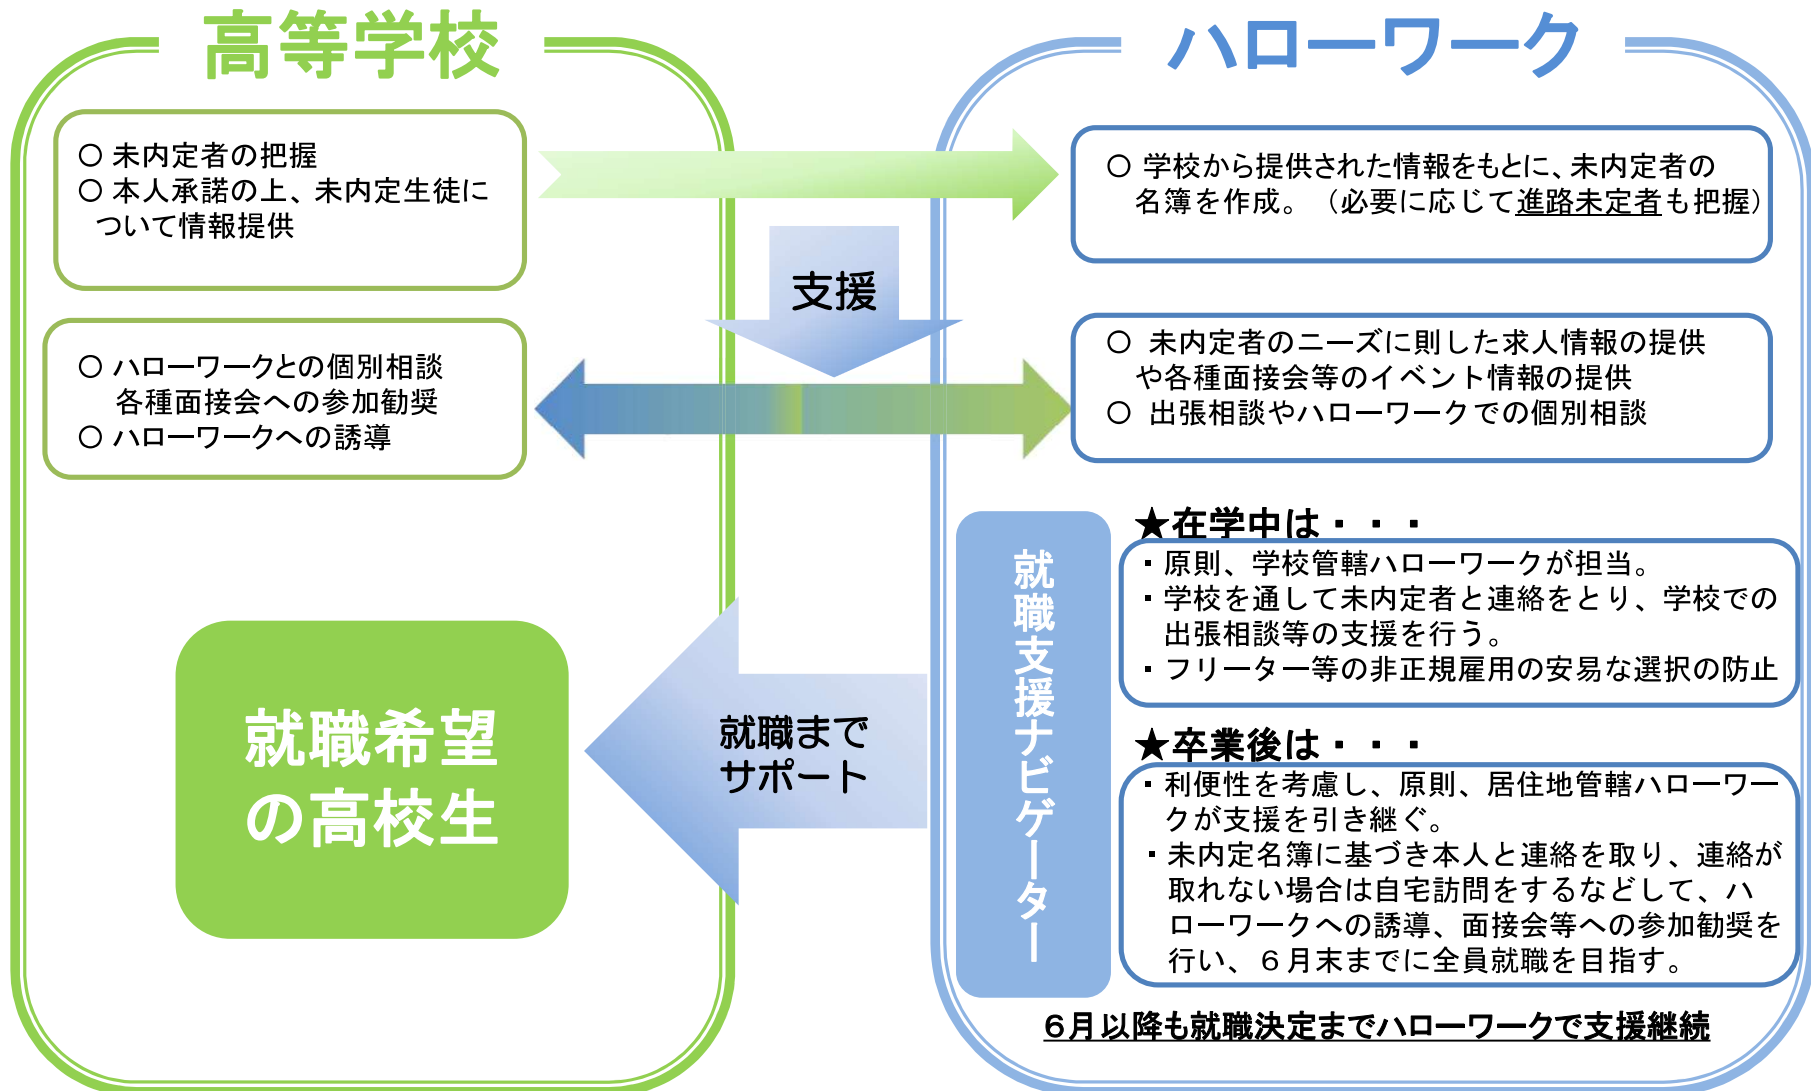 高等学校
○ 未内定者の把握
○ 本人承諾の上、未内定生徒に
ついて情報提供
○ ハローワークとの個別相談
各種面接会への参加勧奨
○ ハローワークへの誘導
支援
就職希望
の高校生
就職まで
サポート
ハローワーク
○ 学校から提供された情報をもとに、未内定者の
名簿を作成。（必要に応じて進路未定者も把握）
○ 未内定者のニーズに則した求人情報の提供
や各種面接会等のイベント情報の提供
○ 出張相談やハローワークでの個別相談
就職支援ナビゲーター
★在学中は・・・
・原則、学校管轄ハローワークが担当。
・学校を通して未内定者と連絡をとり、学校での
出張相談等の支援を行う。
・フリーター等の非正規雇用の安易な選択の防止
★卒業後は・・・
・利便性を考慮し、原則、居住地管轄ハローワー
クが支援を引き継ぐ。
・未内定名簿に基づき本人と連絡を取り、連絡が
取れない場合は自宅訪問をするなどして、ハ
ローワークへの誘導、面接会等への参加勧奨を
行い、６月末までに全員就職を目指す。
６月以降も就職決定までハローワークで支援継続